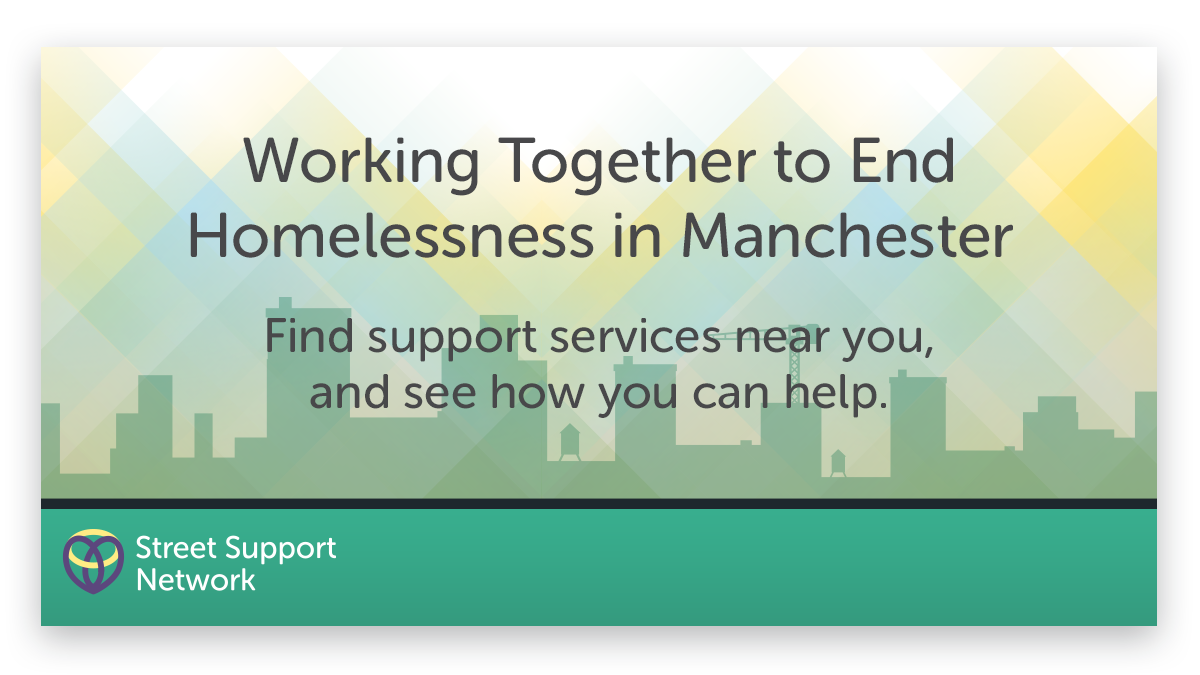 Working Together to End
Homelessness in Manchester
Find support services near you,
and see how you can help.
Street Support
Network